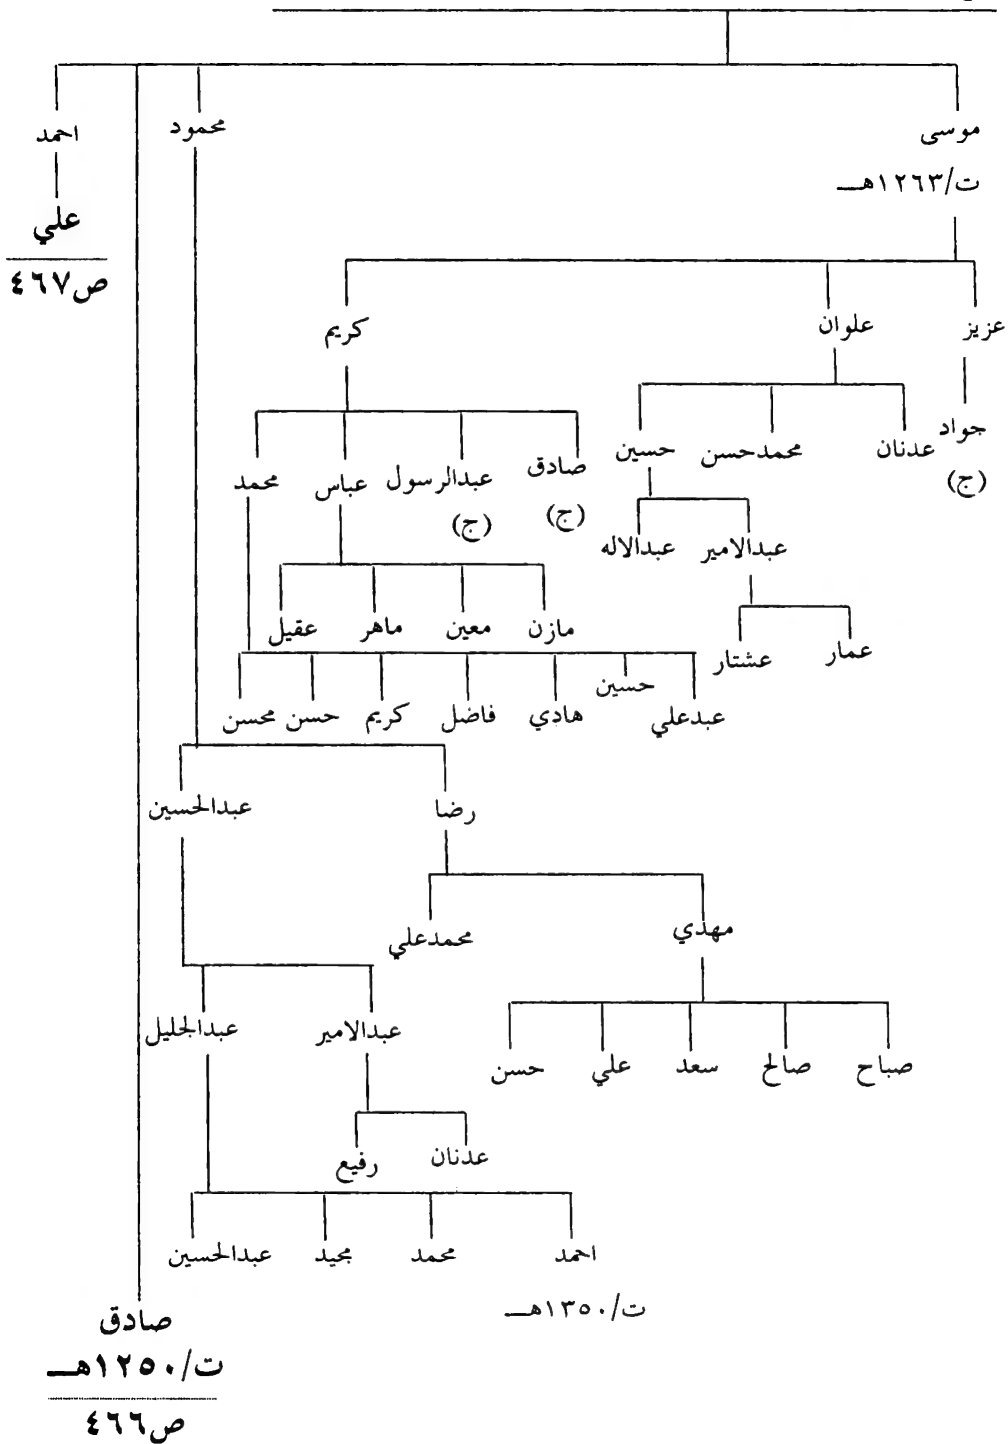 موسى محمود احمد
ت/١٢٦٣هـ
علي
ص٤٦٧
عزيز علوان كريم
جواد عدنان محمدحسن حسين صادق عبدالرسول عباس محمد
(ج) (ج) (ج)
عبدالامير عبدالاله
مازن معين ماهر عقيل
عمار عشتار
عبدعلي حسين هادي فاضل كريم حسن محسن
رضا عبدالحسين
مهدي محمدعلي
عبدالامير عبدالجليل
صباح صالح سعد علي حسن
عدنان رفيع
احمد محمد مجيد عبدالحسين
ت/١٣٥٠هـ
صادق
ت/١٢٥٠هـ
ص٤٦٦